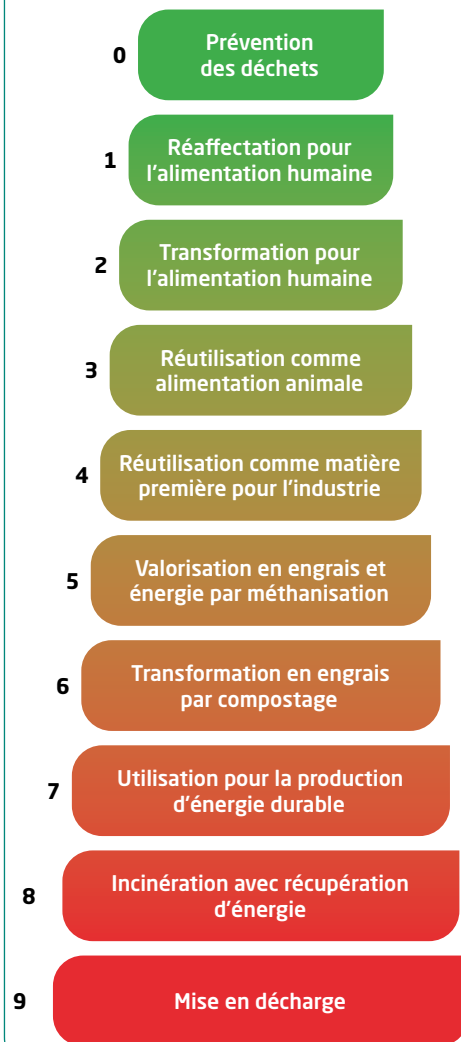 0
Prévention
des déchets
1
Réaffectation pour
l'alimentation humaine
2
Transformation pour
l'alimentation humaine
3
Réutilisation comme
alimentation animale
4
Réutilisation comme matière
première pour l'industrie
5
Valorisation en engrais et
énergie par méthanisation
6
Transformation en engrais
par compostage
7
Utilisation pour la production
d'énergie durable
8
Incinération avec récupération
d'énergie
9
Mise en décharge